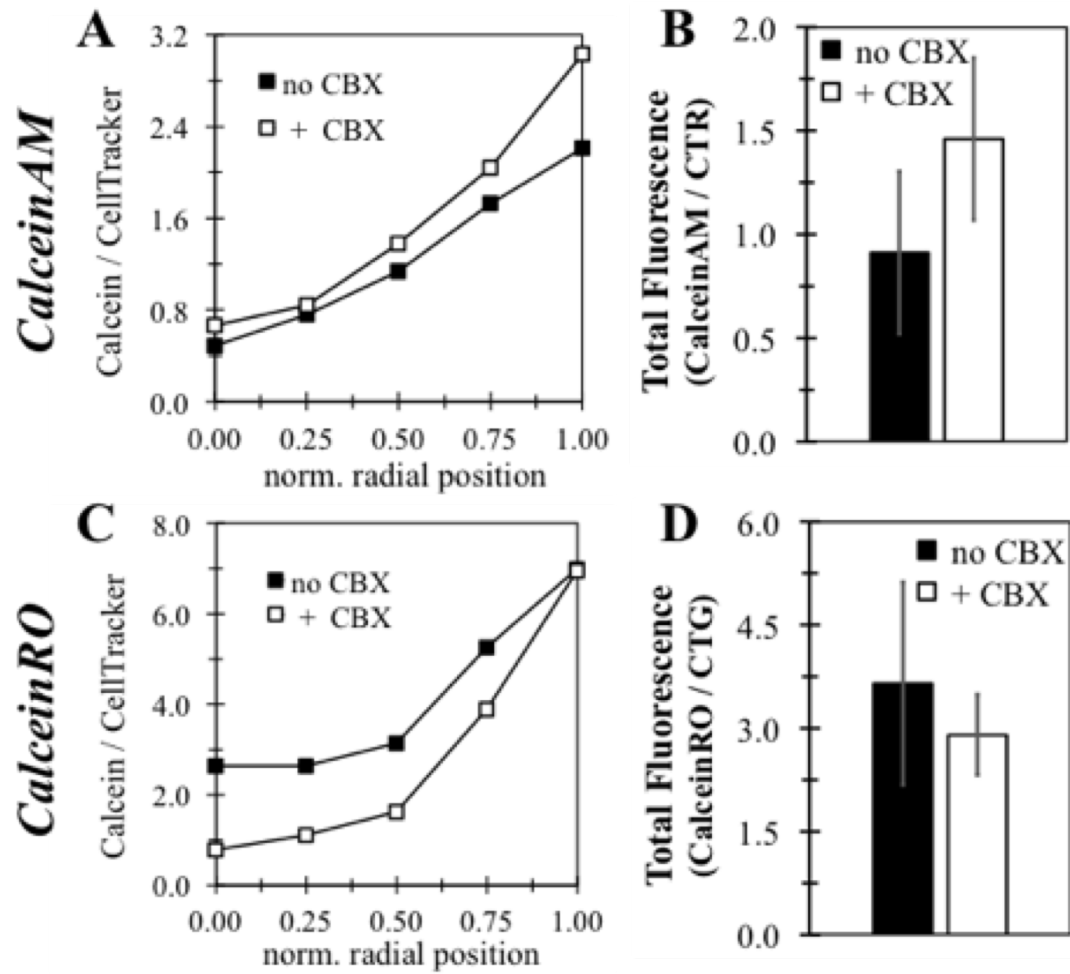 A
CalceinAM
Calcein / CellTracker
3.2
2.4
1.6
0.8
0.0
no CBX
+ CBX
0.00 0.25 0.50 0.75 1.00
norm. radial position
B
Total Fluorescence
(CalceinAM / CTR)
2.0
1.5
1.0
0.5
0.0
no CBX
+ CBX
C
CalceinRO
Calcein / CellTracker
8.0
6.0
4.0
2.0
0.0
no CBX
+ CBX
0.00 0.25 0.50 0.75 1.00
norm. radial position
D
Total Fluorescence
(CalceinRO / CTG)
6.0
4.5
3.0
1.5
0.0
no CBX
+ CBX